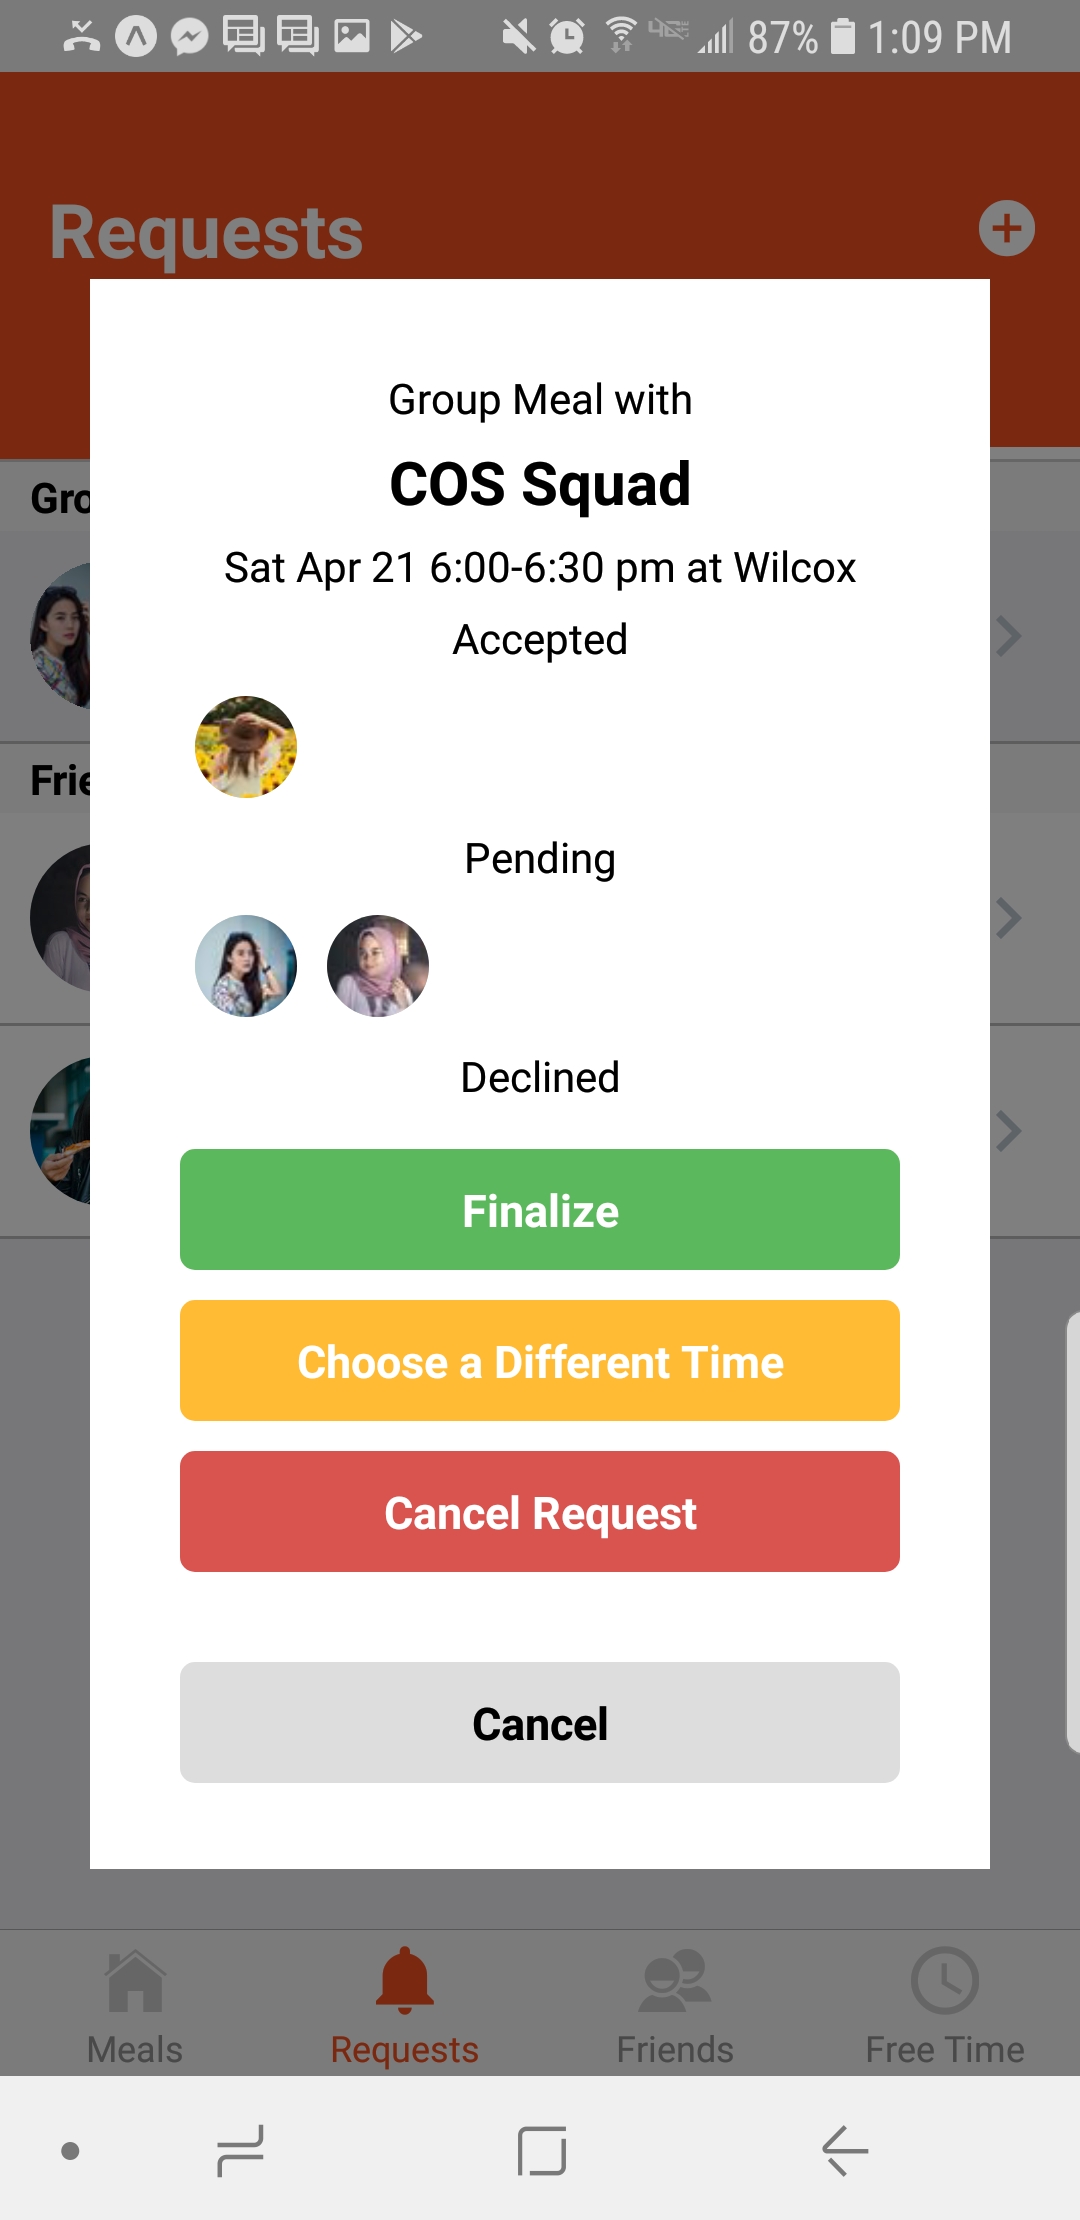 87% 1:09 PM
Requests
Group Meal with
COS Squad
Sat Apr 21 6:00-6:30 pm at Wilcox
Accepted
Gro
Frie
Pending
Declined
Finalize
Choose a Different Time
Cancel Request
Cancel
Meals Requests Friends Free Time